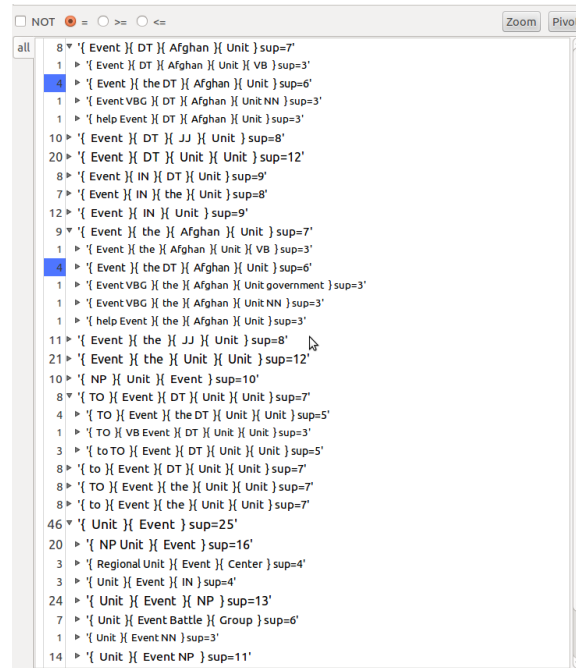 NOT = >= <= Zoom Pivot
all
8 '{ Event }{ DT }{ Afghan }{ Unit } sup=7'
1 '{ Event }{ DT }{ Afghan }{ Unit }{ VB } sup=3'
4 '{ Event }{ the DT }{ Afghan }{ Unit } sup=6'
1 '{ Event VBG }{ DT }{ Afghan }{ Unit NN } sup=3'
1 '{ help Event }{ DT }{ Afghan }{ Unit } sup=3'
10 '{ Event }{ DT }{ JJ }{ Unit } sup=8'
20 '{ Event }{ DT }{ Unit }{ Unit } sup=12'
8 '{ Event }{ IN }{ DT }{ Unit } sup=9'
7 '{ Event }{ IN }{ the }{ Unit } sup=8'
12 '{ Event }{ IN }{ Unit } sup=9'
9 '{ Event }{ the }{ Afghan }{ Unit } sup=7'
1 '{ Event }{ the }{ Afghan }{ Unit }{ VB } sup=3'
4 '{ Event }{ the DT }{ Afghan }{ Unit } sup=6'
1 '{ Event VBG }{ the }{ Afghan }{ Unit government } sup=3'
1 '{ Event VBG }{ the }{ Afghan }{ Unit NN } sup=3'
1 '{ help Event }{ the }{ Afghan }{ Unit } sup=3'
11 '{ Event }{ the }{ JJ }{ Unit } sup=8'
21 '{ Event }{ the }{ Unit }{ Unit } sup=12'
10 '{ NP }{ Unit }{ Event } sup=10'
8 '{ TO }{ Event }{ DT }{ Unit }{ Unit } sup=7'
4 '{ TO }{ Event }{ the DT }{ Unit }{ Unit } sup=5'
1 '{ TO }{ VB Event }{ DT }{ Unit }{ Unit } sup=3'
3 '{ to TO }{ Event }{ DT }{ Unit }{ Unit } sup=5'
8 '{ to }{ Event }{ DT }{ Unit }{ Unit } sup=7'
8 '{ TO }{ Event }{ the }{ Unit }{ Unit } sup=7'
8 '{ to }{ Event }{ the }{ Unit }{ Unit } sup=7'
46 '{ Unit }{ Event } sup=25'
20 '{ NP Unit }{ Event } sup=16'
3 '{ Regional Unit }{ Event }{ Center } sup=4'
3 '{ Unit }{ Event }{ IN } sup=4'
24 '{ Unit }{ Event }{ NP } sup=13'
7 '{ Unit }{ Event Battle }{ Group } sup=6'
1 '{ Unit }{ Event NN } sup=3'
14 '{ Unit }{ Event NP } sup=11'